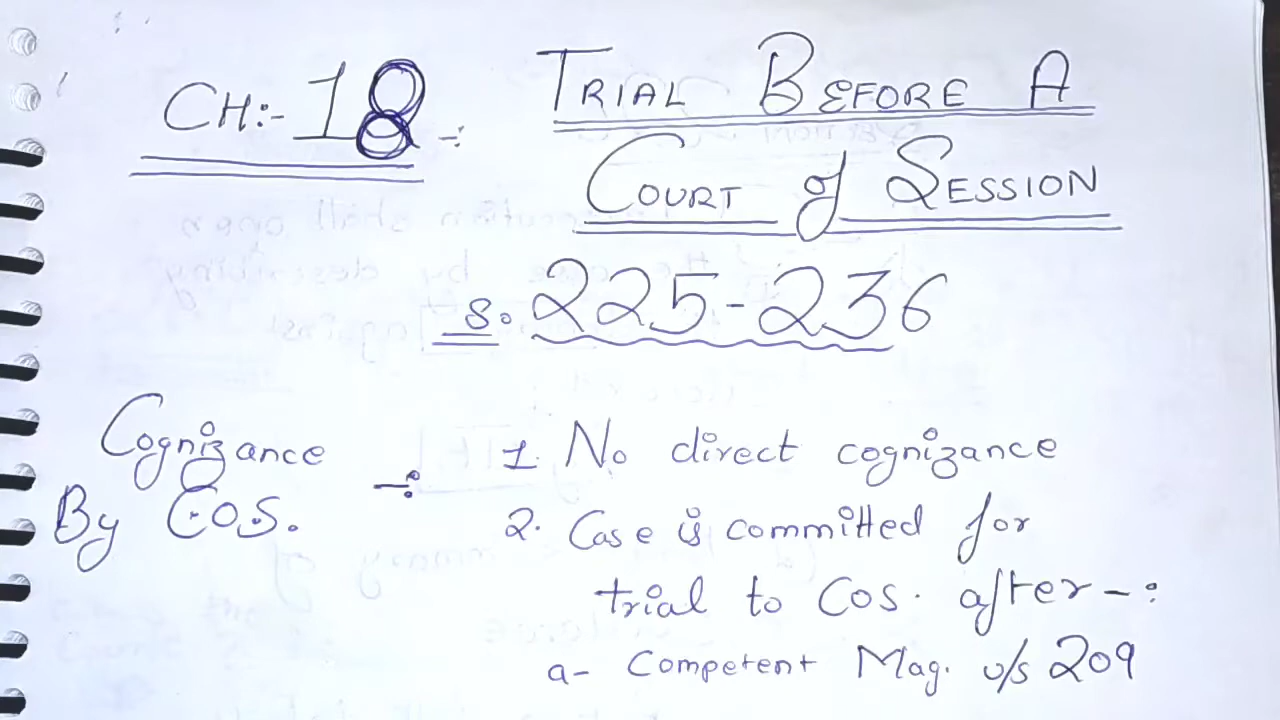 CH:- 18 -: TRIAL BEFORE A
COURT of SESSION
S. 225-236
Cognizance -: 1. No direct cognizance
By C.O.S. 2. Case is committed for
trial to COS. after -:
a- Competent Mag. u/s 209